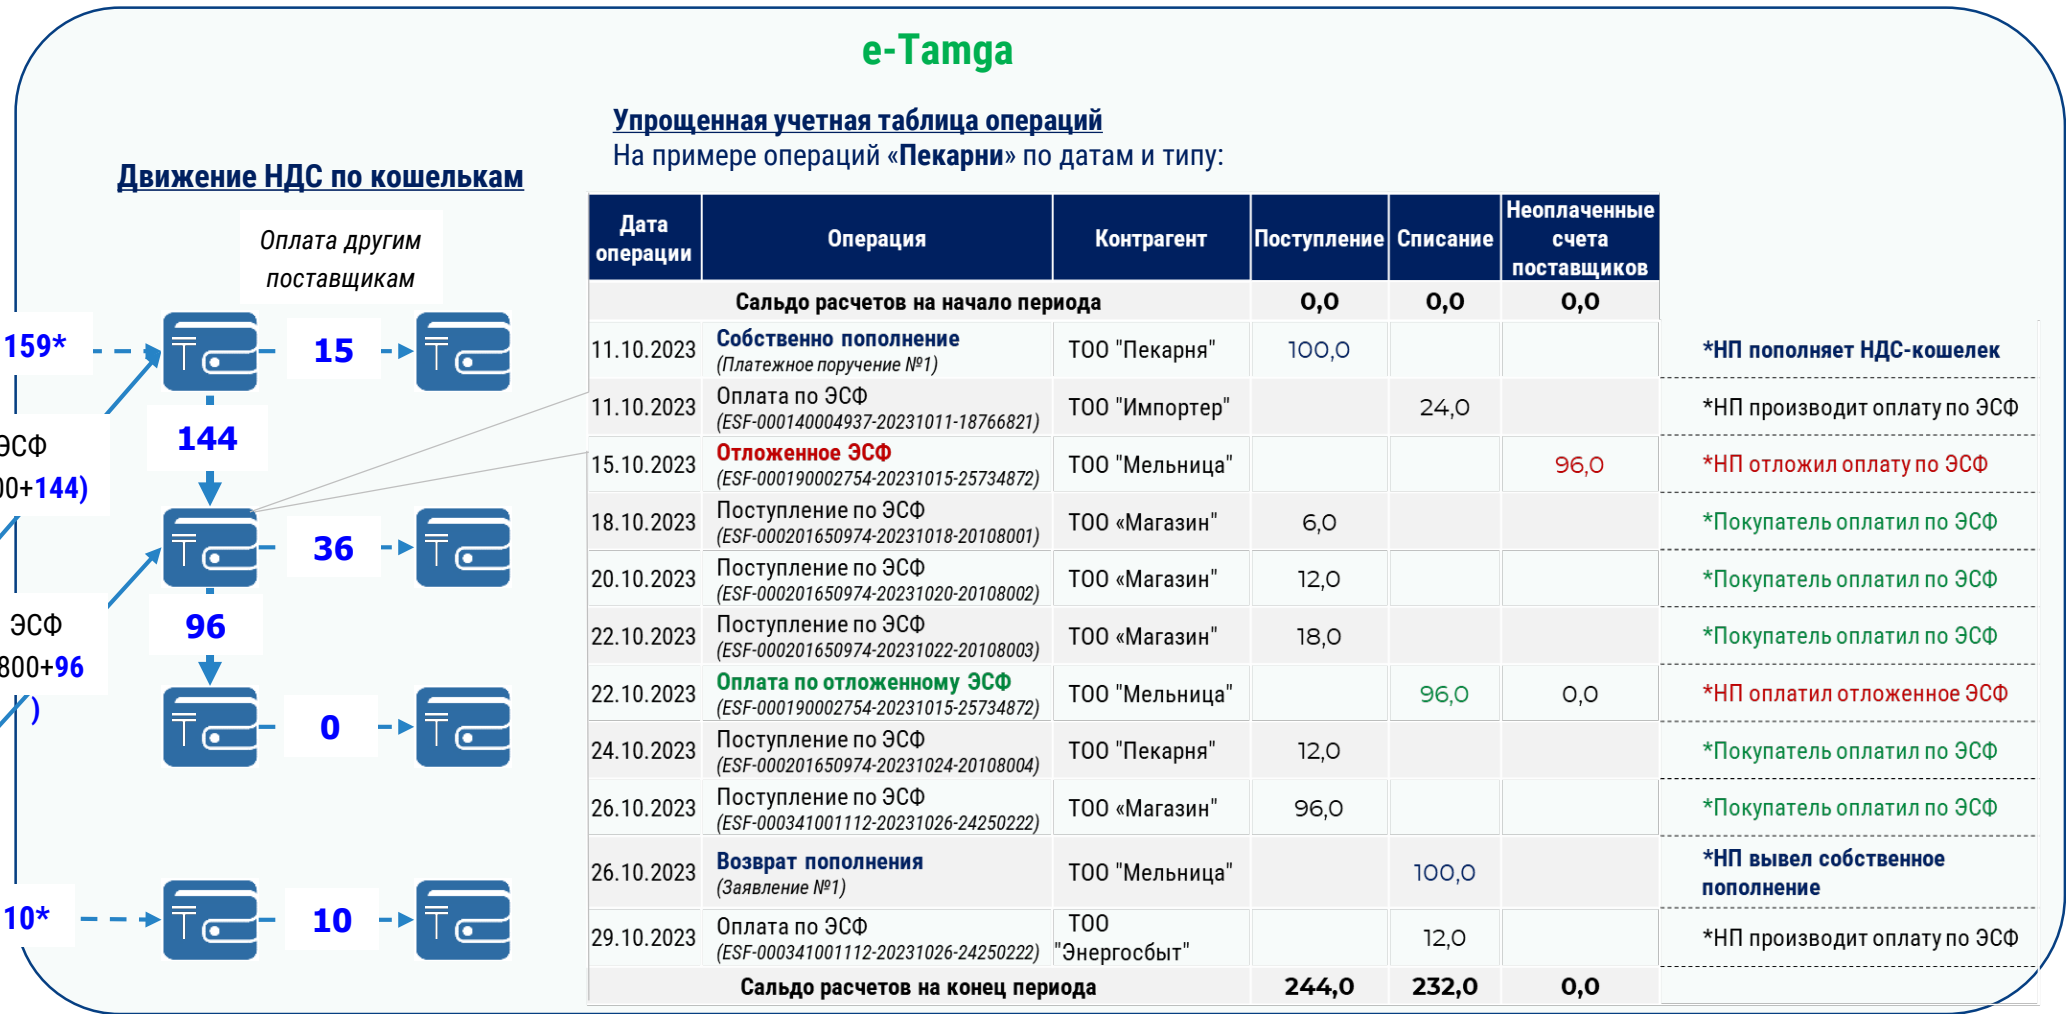 e-Tamga
Упрощенная учетная таблица операций
На примере операций «Пекарни» по датам и типу:
Движение НДС по кошелькам
Оплата другим
поставщикам
159*
15
144
ЭСФ
00+144)
36
96
ЭСФ
800+96
)
0
10*
10
Дата операции Операция Контрагент Поступление Списание Неоплаченные счета поставщиков
Сальдо расчетов на начало периода 0,0 0,0 0,0
11.10.2023 Собственно пополнение ТОО "Пекарня" 100,0 *НП пополняет НДС-кошелек
(Платежное поручение №1)
11.10.2023 Оплата по ЭСФ ТОО "Импортер" 24,0 *НП производит оплату по ЭСФ
(ESF-000140004937-20231011-18766821)
15.10.2023 Отложенное ЭСФ ТОО "Мельница" 96,0 *НП отложил оплату по ЭСФ
(ESF-000190002754-20231015-25734872)
18.10.2023 Поступление по ЭСФ ТОО «Магазин" 6,0 *Покупатель оплатил по ЭСФ
(ESF-000201650974-20231018-20108001)
20.10.2023 Поступление по ЭСФ ТОО «Магазин" 12,0 *Покупатель оплатил по ЭСФ
(ESF-000201650974-20231020-20108002)
22.10.2023 Поступление по ЭСФ ТОО «Магазин" 18,0 *Покупатель оплатил по ЭСФ
(ESF-000201650974-20231022-20108003)
22.10.2023 Оплата по отложенному ЭСФ ТОО "Мельница" 96,0 0,0 *НП оплатил отложенное ЭСФ
(ESF-000190002754-20231015-25734872)
24.10.2023 Поступление по ЭСФ ТОО "Пекарня" 12,0 *Покупатель оплатил по ЭСФ
(ESF-000201650974-20231024-20108004)
26.10.2023 Поступление по ЭСФ ТОО «Магазин" 96,0 *Покупатель оплатил по ЭСФ
(ESF-000341001112-20231026-24250222)
26.10.2023 Возврат пополнения ТОО "Мельница" 100,0 *НП вывел собственное
(Заявление №1) пополнение
29.10.2023 Оплата по ЭСФ ТОО "Энергосбыт" 12,0 *НП производит оплату по ЭСФ
(ESF-000341001112-20231026-24250222)
Сальдо расчетов на конец периода 244,0 232,0 0,0